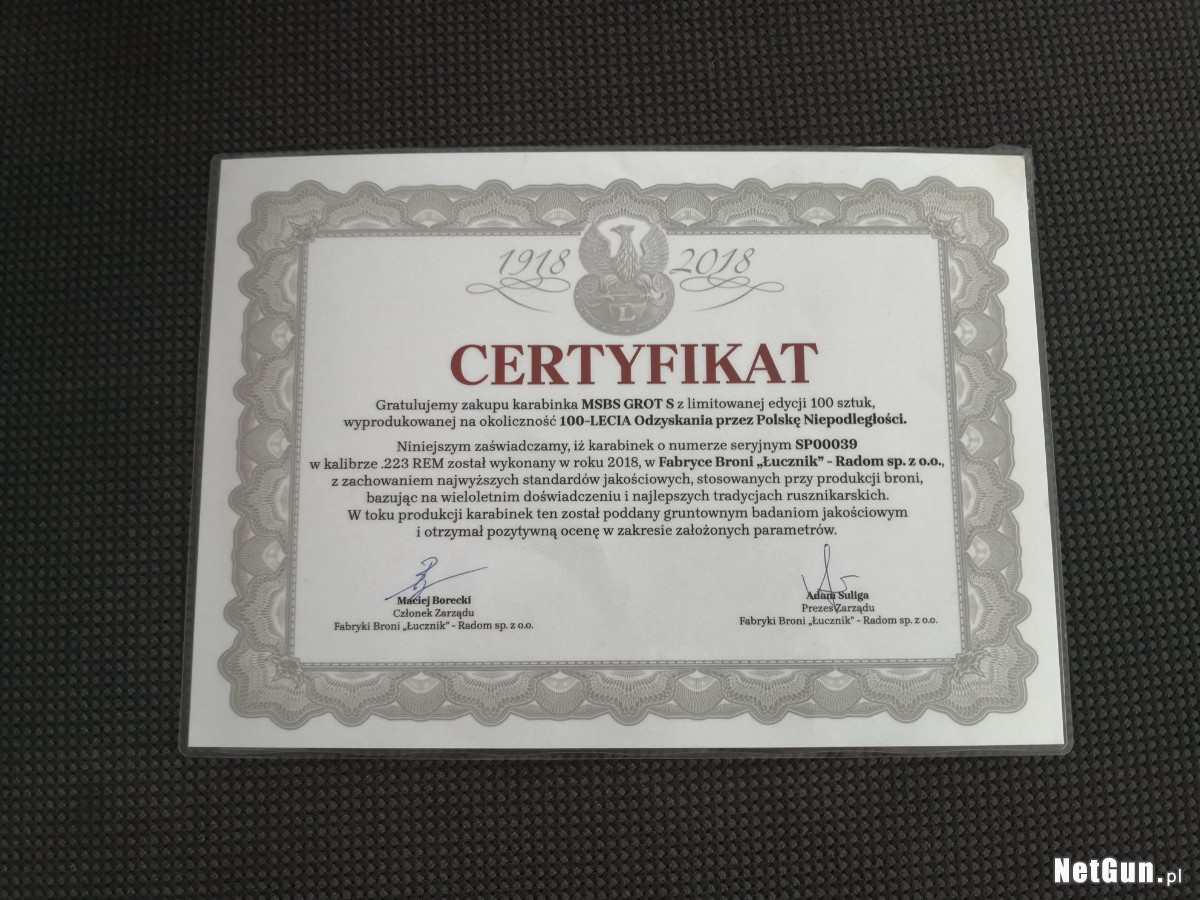 1918 2018
L
CERTYFIKAT
Gratulujemy zakupu karabinka MSBS GROT S z limitowanej edycji 100 sztuk,
wyprodukowanej na okoliczność 100-LECIA Odzyskania przez Polskę Niepodległości.
Niniejszym zaświadczamy, iż karabinek o numerze seryjnym SP00039
w kalibrze .223 REM został wykonany w roku 2018, w Fabryce Broni „Łucznik” - Radom sp. z o.o.,
z zachowaniem najwyższych standardów jakościowych, stosowanych przy produkcji broni,
bazując na wieloletnim doświadczeniu i najlepszych tradycjach rusznikarskich.
W toku produkcji karabinek ten został poddany gruntownym badaniom jakościowym
i otrzymał pozytywną ocenę w zakresie założonych parametrów.
Maciej Borecki
Członek Zarządu
Fabryki Broni „Łucznik” - Radom sp. z o.o.
Adam Suliga
Prezes Zarządu
Fabryki Broni „Łucznik” - Radom sp. z o.o.
NetGun.pl